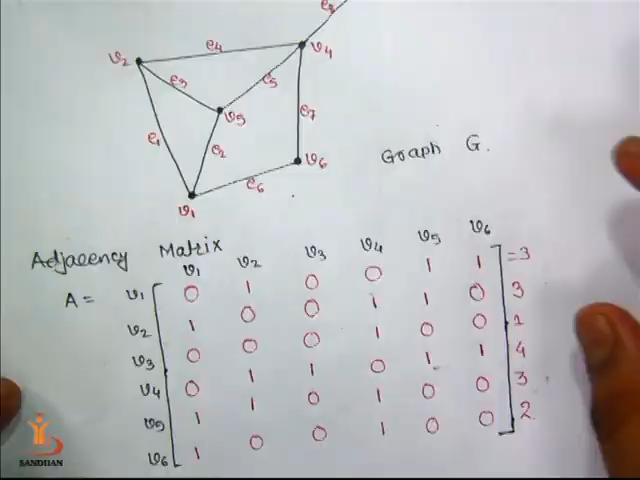 e8
v2 e4 v4
e3 e5
v5
e1 e2 e7
v6
e6
v1
Graph G.
Adjacency Matrix
v1 v2 v3 v4 v5 v6
A = v1 0 1 0 0 1 1 =3
v2 1 0 0 1 1 0 3
v3 0 0 0 1 0 0 1
v4 0 1 1 0 1 1 4
v5 1 1 0 1 0 0 3
v6 1 0 0 1 0 0 2
SANDHAN